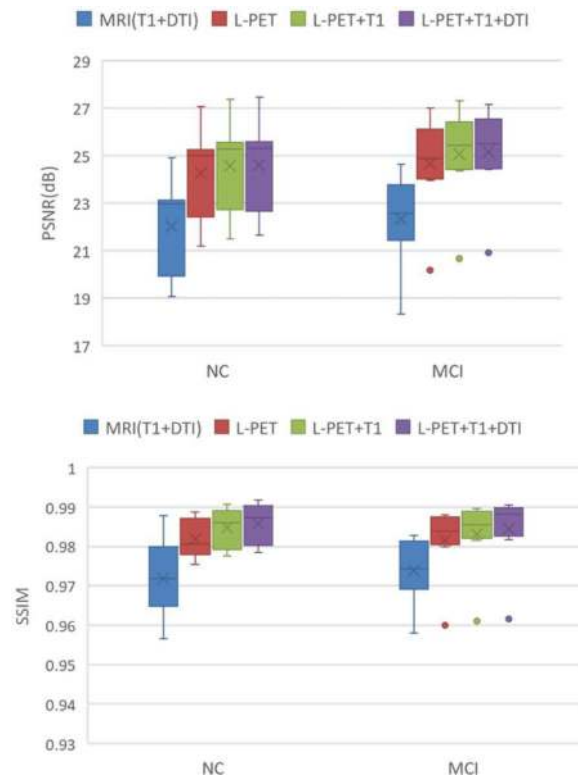 MRI(T1+DTI) L-PET L-PET+T1 L-PET+T1+DTI
29
27
25
23
21
19
17
PSNR(dB)
NC MCI
MRI(T1+DTI) L-PET L-PET+T1 L-PET+T1+DTI
1
0.99
0.98
0.97
0.96
0.95
0.94
0.93
SSIM
NC MCI